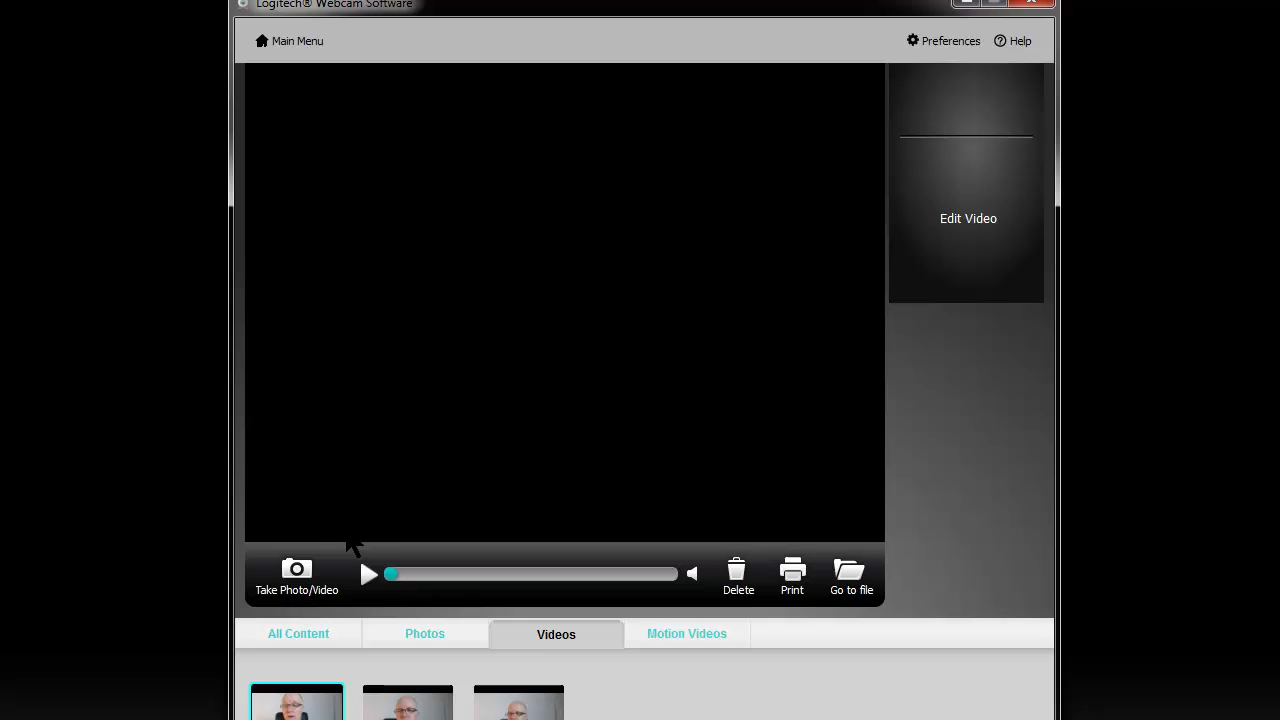 Logitech® Webcam Software
Main Menu
Preferences
Help
Edit Video
Take Photo/Video
Delete
Print
Go to file
All Content
Photos
Videos
Motion Videos